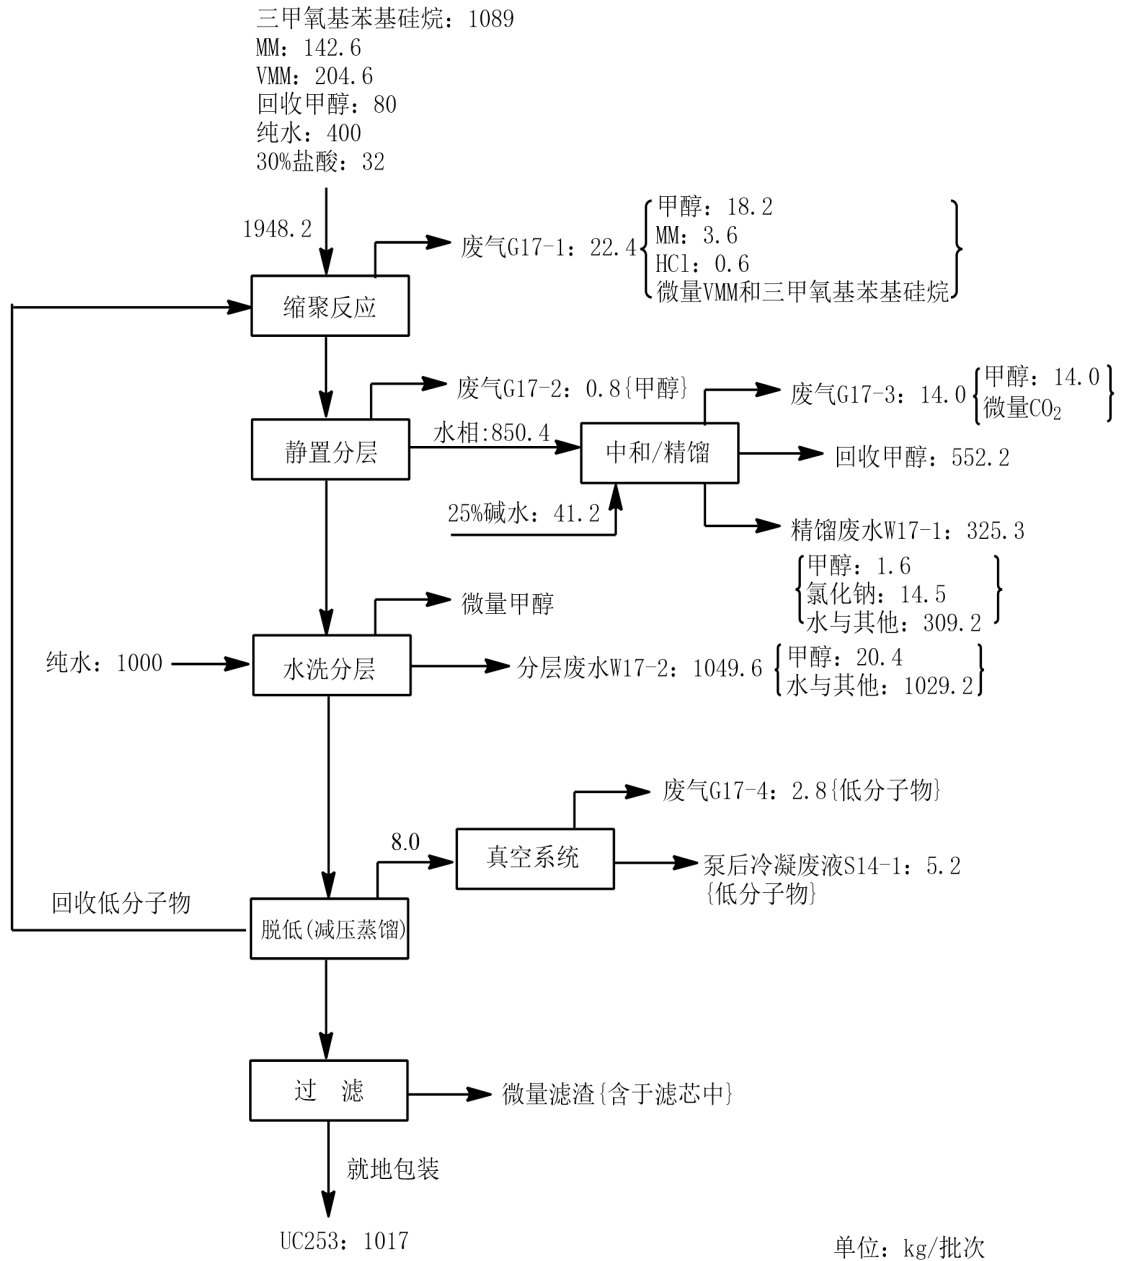 三甲氧基苯基硅烷：1089
MM：142.6
VMM：204.6
回收甲醇：80
纯水：400
30%盐酸：32
1948.2
废气G17-1：22.4
甲醇：18.2
MM：3.6
HCl：0.6
微量VMM和三甲氧基苯基硅烷
缩聚反应
废气G17-2：0.8{甲醇}
废气G17-3：14.0
甲醇：14.0
微量CO2
静置分层
水相:850.4
中和/精馏
回收甲醇：552.2
25%碱水：41.2
精馏废水W17-1：325.3
甲醇：1.6
氯化钠：14.5
水与其他：309.2
微量甲醇
纯水：1000
水洗分层
分层废水W17-2：1049.6
甲醇：20.4
水与其他：1029.2
废气G17-4：2.8{低分子物}
8.0
真空系统
泵后冷凝废液S14-1：5.2
{低分子物}
回收低分子物
脱低(减压蒸馏)
过 滤
微量滤渣{含于滤芯中}
就地包装
UC253：1017
单位：kg/批次